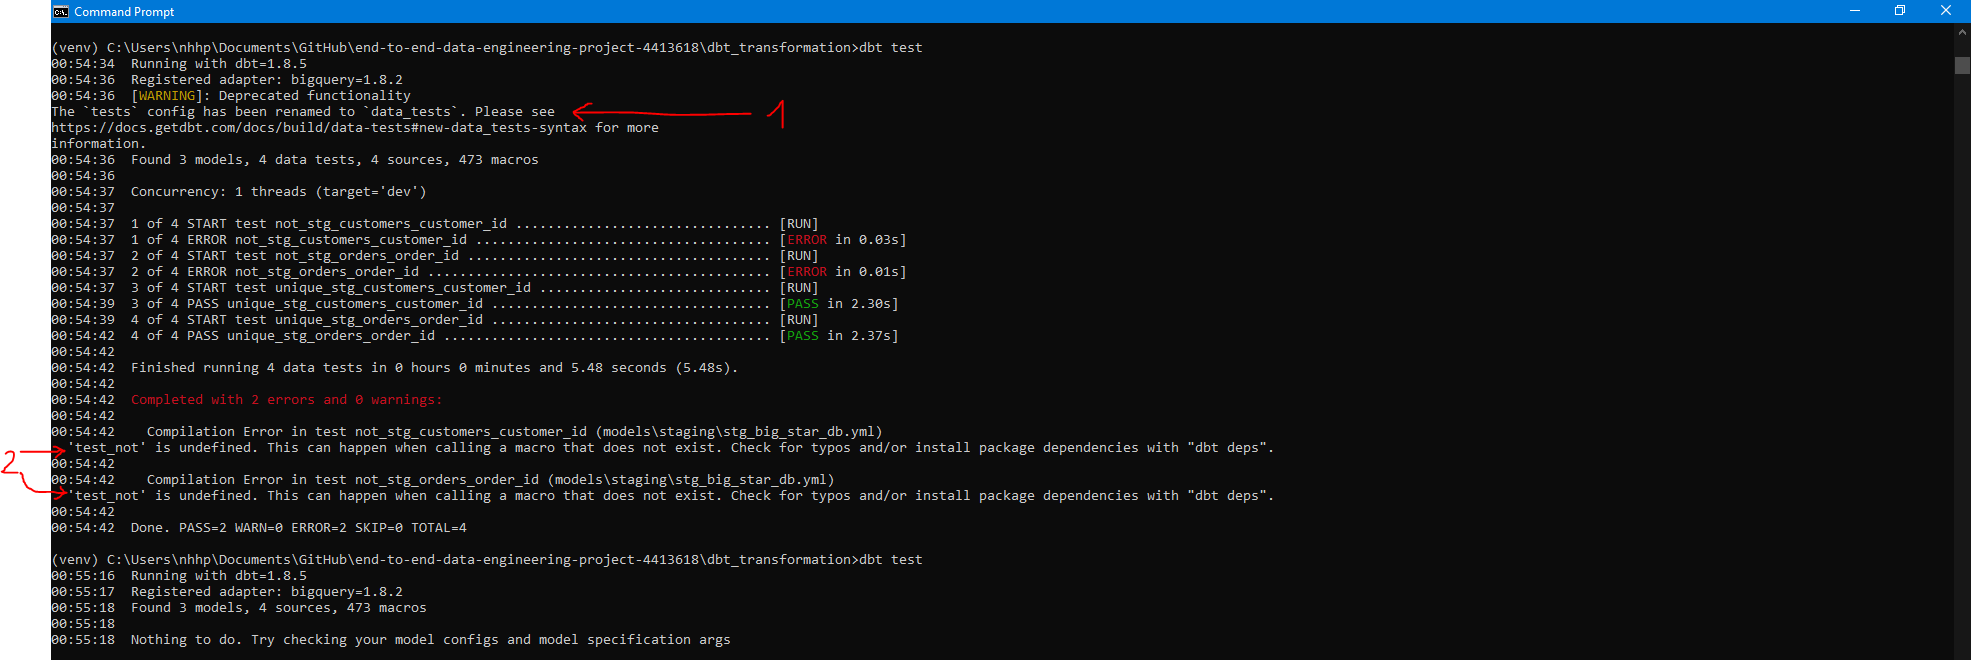 Command Prompt
(venv) C:\Users\nhhp\Documents\GitHub\end-to-end-data-engineering-project-4413618\dbt_transformation>dbt test
00:54:34  Running with dbt=1.8.5
00:54:36  Registered adapter: bigquery=1.8.2
00:54:36  [WARNING]: Deprecated functionality
The `tests` config has been renamed to `data_tests`. Please see
1
https://docs.getdbt.com/docs/build/data-tests#new-data_tests-syntax for more
information.
00:54:36  Found 3 models, 4 data tests, 4 sources, 473 macros
00:54:36
00:54:37  Concurrency: 1 threads (target='dev')
00:54:37
00:54:37  1 of 4 START test not_stg_customers_customer_id ................................ [RUN]
00:54:37  1 of 4 ERROR not_stg_customers_customer_id ..................................... [ERROR in 0.03s]
00:54:37  2 of 4 START test not_stg_orders_order_id ...................................... [RUN]
00:54:37  2 of 4 ERROR not_stg_orders_order_id ........................................... [ERROR in 0.01s]
00:54:37  3 of 4 START test unique_stg_customers_customer_id ............................. [RUN]
00:54:39  3 of 4 PASS unique_stg_customers_customer_id ................................... [PASS in 2.30s]
00:54:39  4 of 4 START test unique_stg_orders_order_id ................................... [RUN]
00:54:42  4 of 4 PASS unique_stg_orders_order_id ......................................... [PASS in 2.37s]
00:54:42
00:54:42  Finished running 4 data tests in 0 hours 0 minutes and 5.48 seconds (5.48s).
00:54:42
00:54:42  Completed with 2 errors and 0 warnings:
00:54:42
00:54:42    Compilation Error in test not_stg_customers_customer_id (models\staging\stg_big_star_db.yml)
2
'test_not' is undefined. This can happen when calling a macro that does not exist. Check for typos and/or install package dependencies with "dbt deps".
00:54:42
00:54:42    Compilation Error in test not_stg_orders_order_id (models\staging\stg_big_star_db.yml)
'test_not' is undefined. This can happen when calling a macro that does not exist. Check for typos and/or install package dependencies with "dbt deps".
00:54:42
00:54:42  Done. PASS=2 WARN=0 ERROR=2 SKIP=0 TOTAL=4
(venv) C:\Users\nhhp\Documents\GitHub\end-to-end-data-engineering-project-4413618\dbt_transformation>dbt test
00:55:16  Running with dbt=1.8.5
00:55:17  Registered adapter: bigquery=1.8.2
00:55:18  Found 3 models, 4 sources, 473 macros
00:55:18
00:55:18  Nothing to do. Try checking your model configs and model specification args